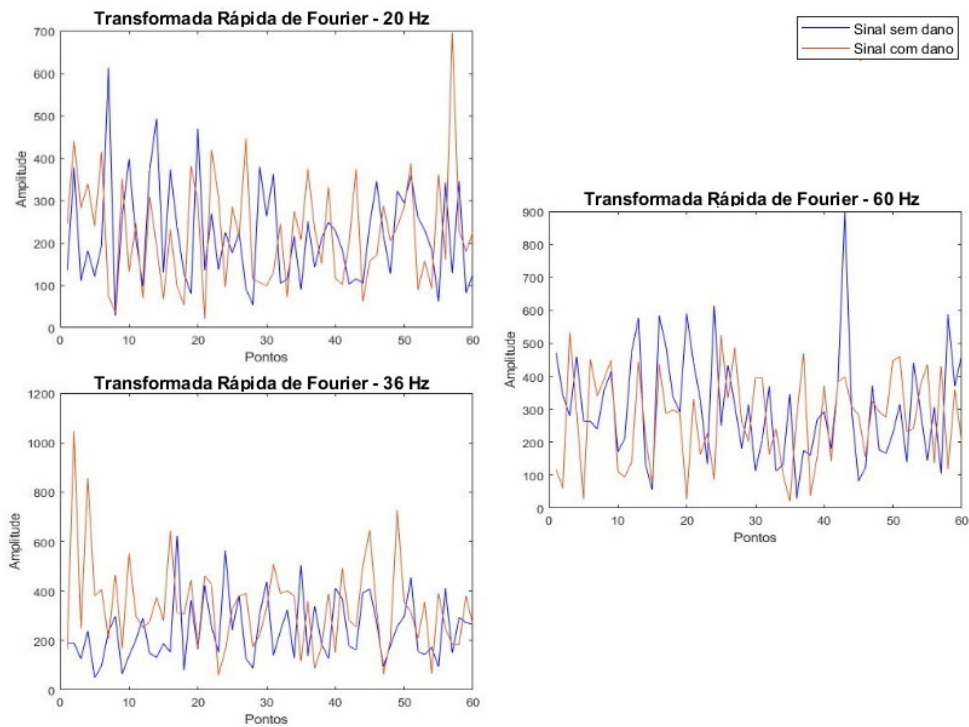 Transformada Rápida de Fourier - 20 Hz
700
600
500
400
300
200
100
0
Amplitude
0 10 20 30 40 50 60
Pontos
Sinal sem dano
Sinal com dano
Transformada Rápida de Fourier - 36 Hz
1200
1000
800
600
400
200
0
Amplitude
0 10 20 30 40 50 60
Pontos
Transformada Rápida de Fourier - 60 Hz
900
800
700
600
500
400
300
200
100
0
Amplitude
0 10 20 30 40 50 60
Pontos